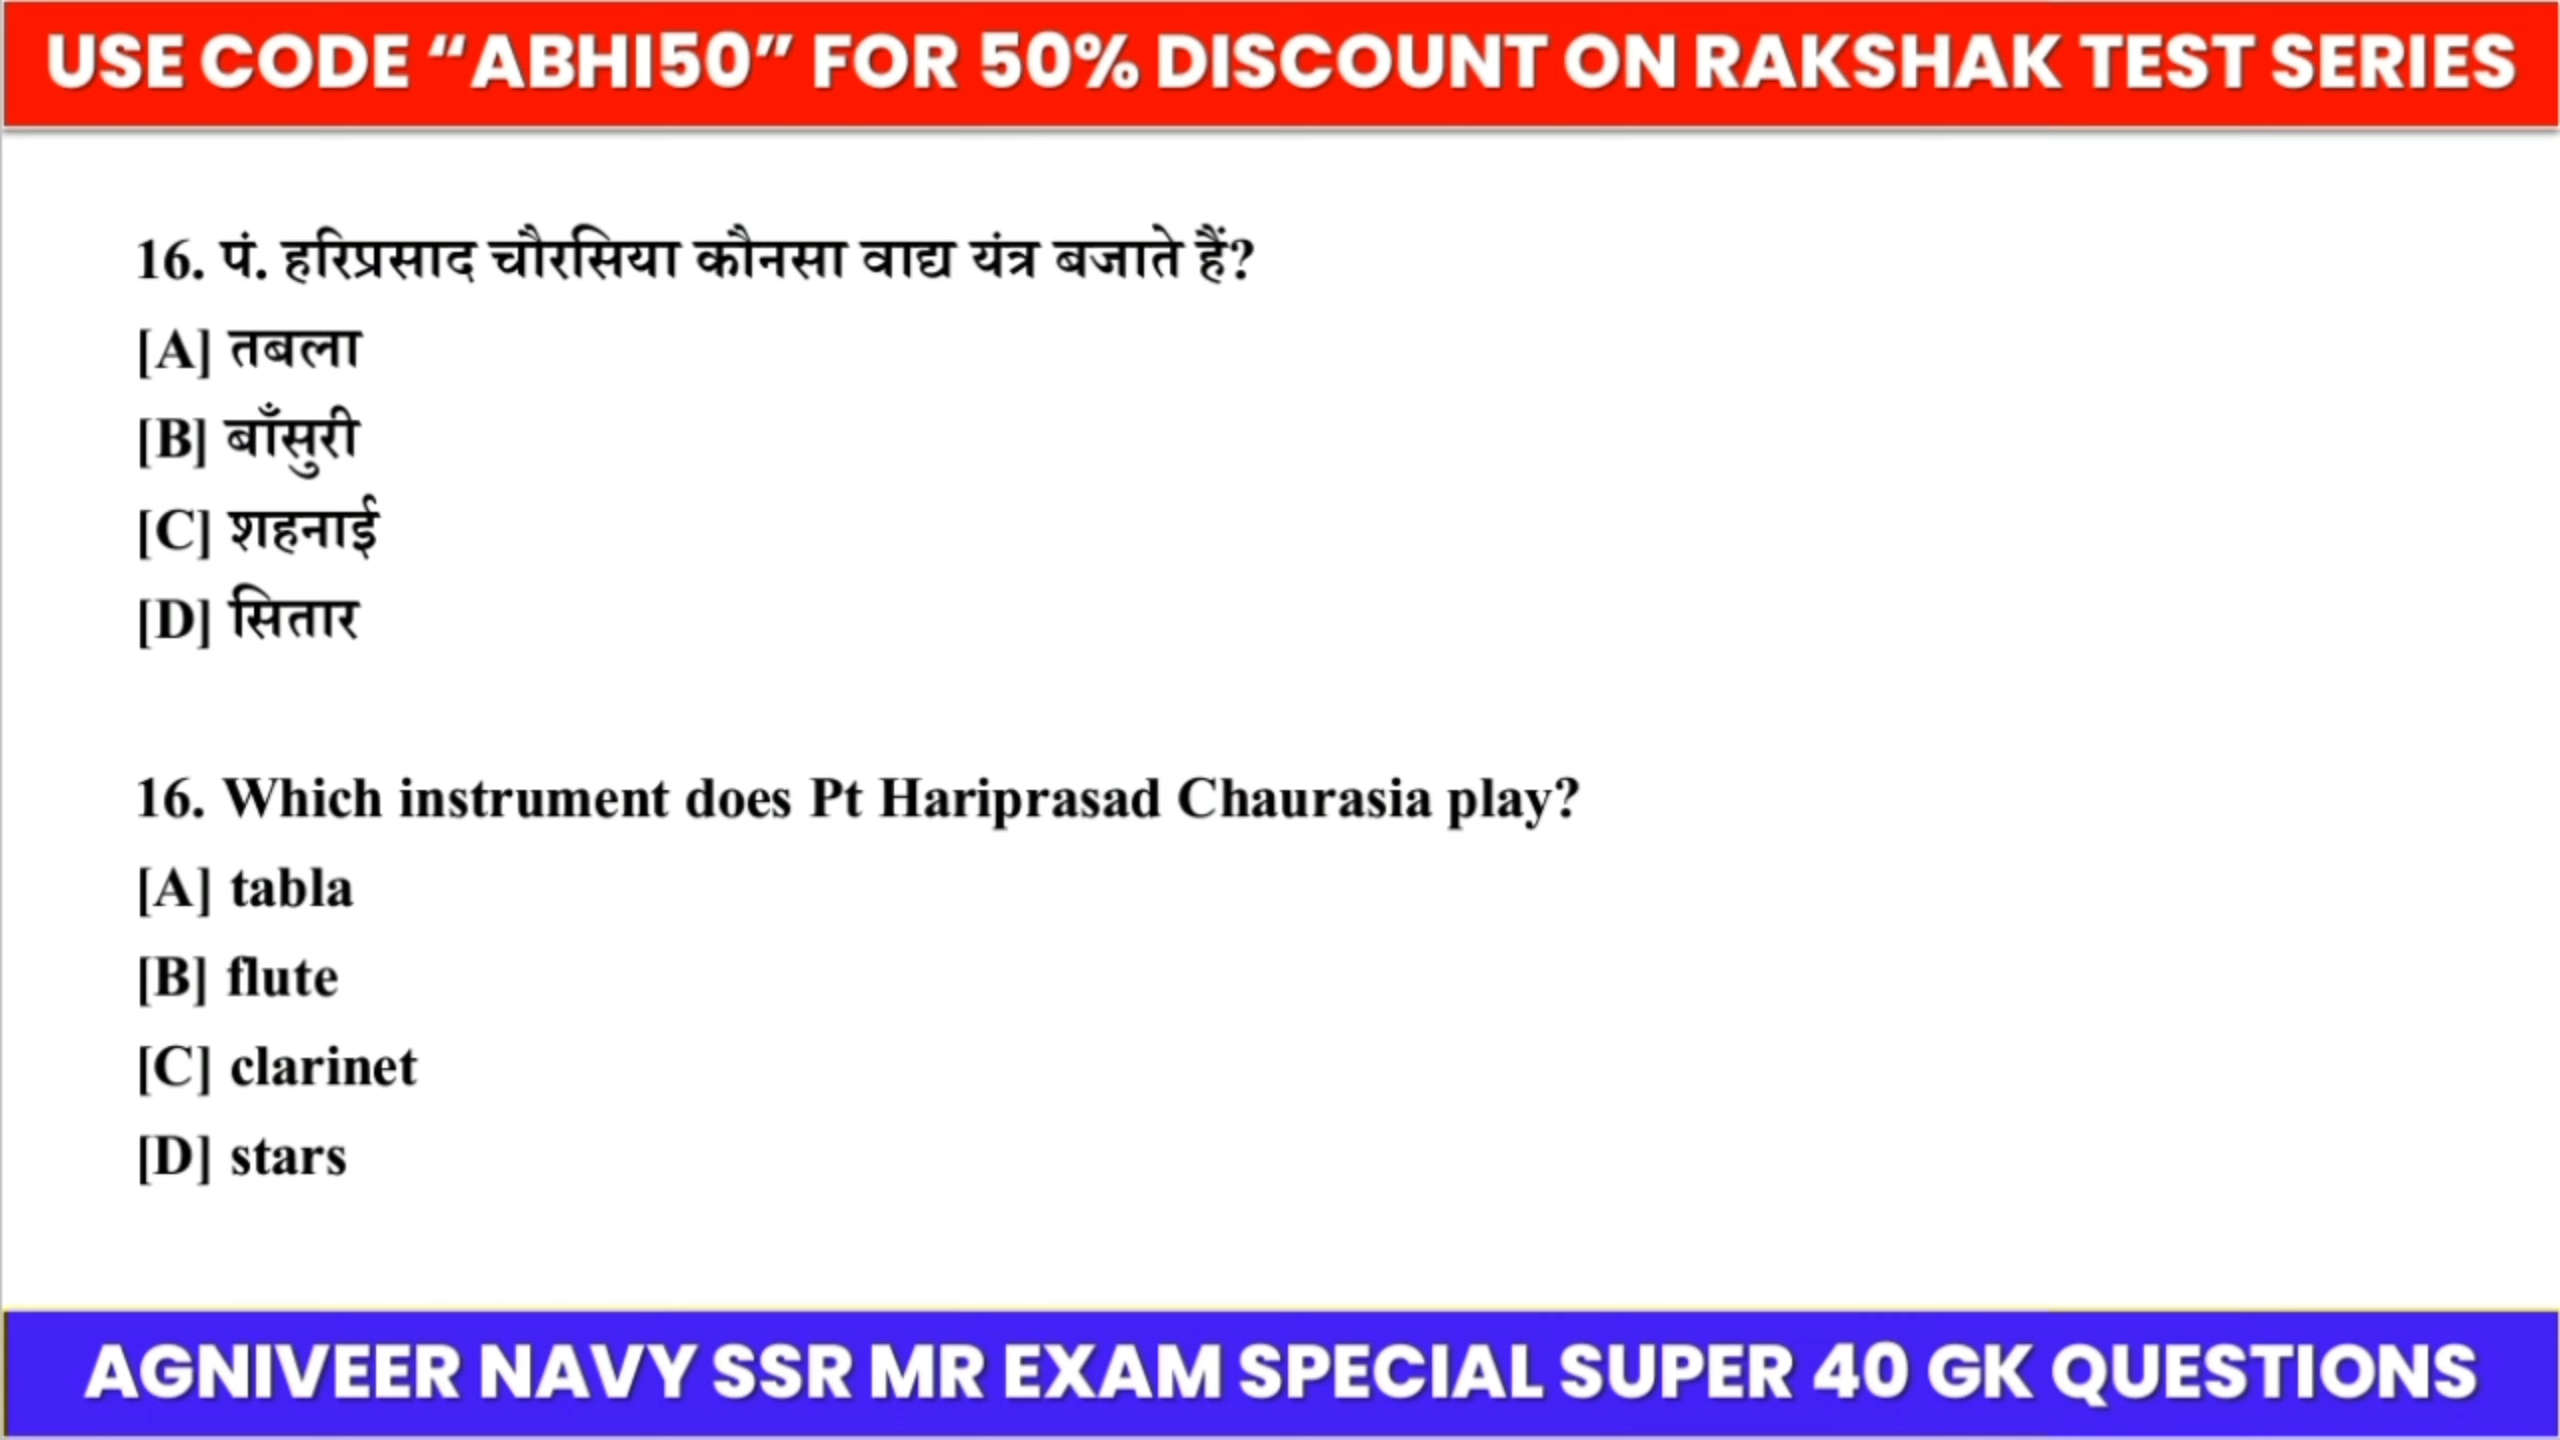 USE CODE “ABHI50” FOR 50% DISCOUNT ON RAKSHAK TEST SERIES
16. पं. हरिप्रसाद चौरसिया कौनसा वाद्य यंत्र बजाते हैं?
[A] तबला
[B] बाँसुरी
[C] शहनाई
[D] सितार
16. Which instrument does Pt Hariprasad Chaurasia play?
[A] tabla
[B] flute
[C] clarinet
[D] stars
AGNIVEER NAVY SSR MR EXAM SPECIAL SUPER 40 GK QUESTIONS